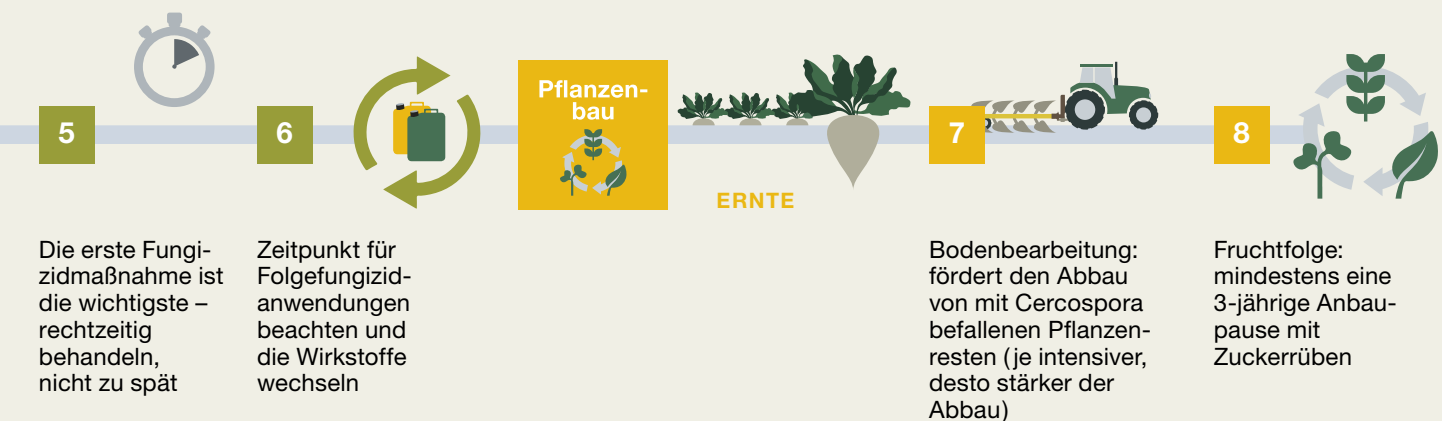 5
Die erste Fungi-
zidmaßnahme ist
die wichtigste –
rechtzeitig
behandeln,
nicht zu spät
6
Zeitpunkt für
Folgefungizid-
anwendungen
beachten und
die Wirkstoffe
wechseln
Pflanzen-
bau
ERNTE
7
Bodenbearbeitung:
fördert den Abbau
von mit Cercospora
befallenen Pflanzen-
resten (je intensiver,
desto stärker der
Abbau)
8
Fruchtfolge:
mindestens eine
3-jährige Anbau-
pause mit
Zuckerrüben